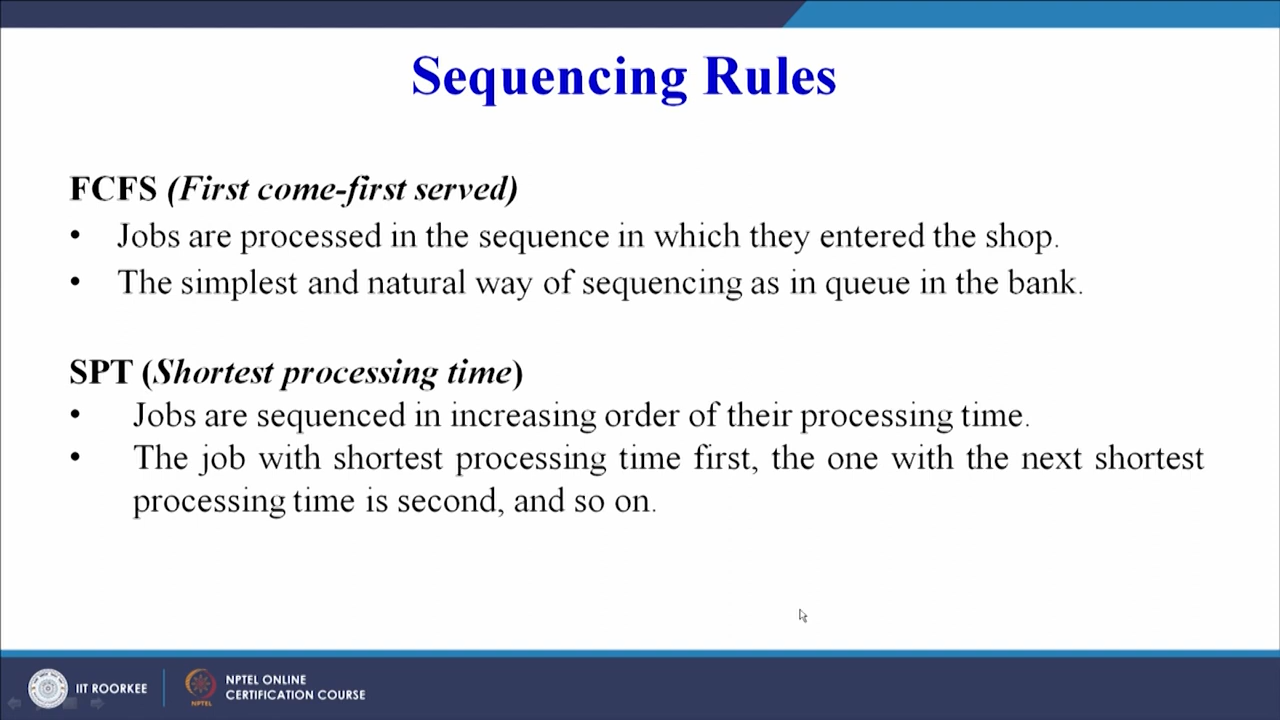 Sequencing Rules
FCFS (First come-first served)
• Jobs are processed in the sequence in which they entered the shop.
• The simplest and natural way of sequencing as in queue in the bank.
SPT (Shortest processing time)
• Jobs are sequenced in increasing order of their processing time.
• The job with shortest processing time first, the one with the next shortest
processing time is second, and so on.
IIT ROORKEE
NPTEL
NPTEL ONLINE
CERTIFICATION COURSE